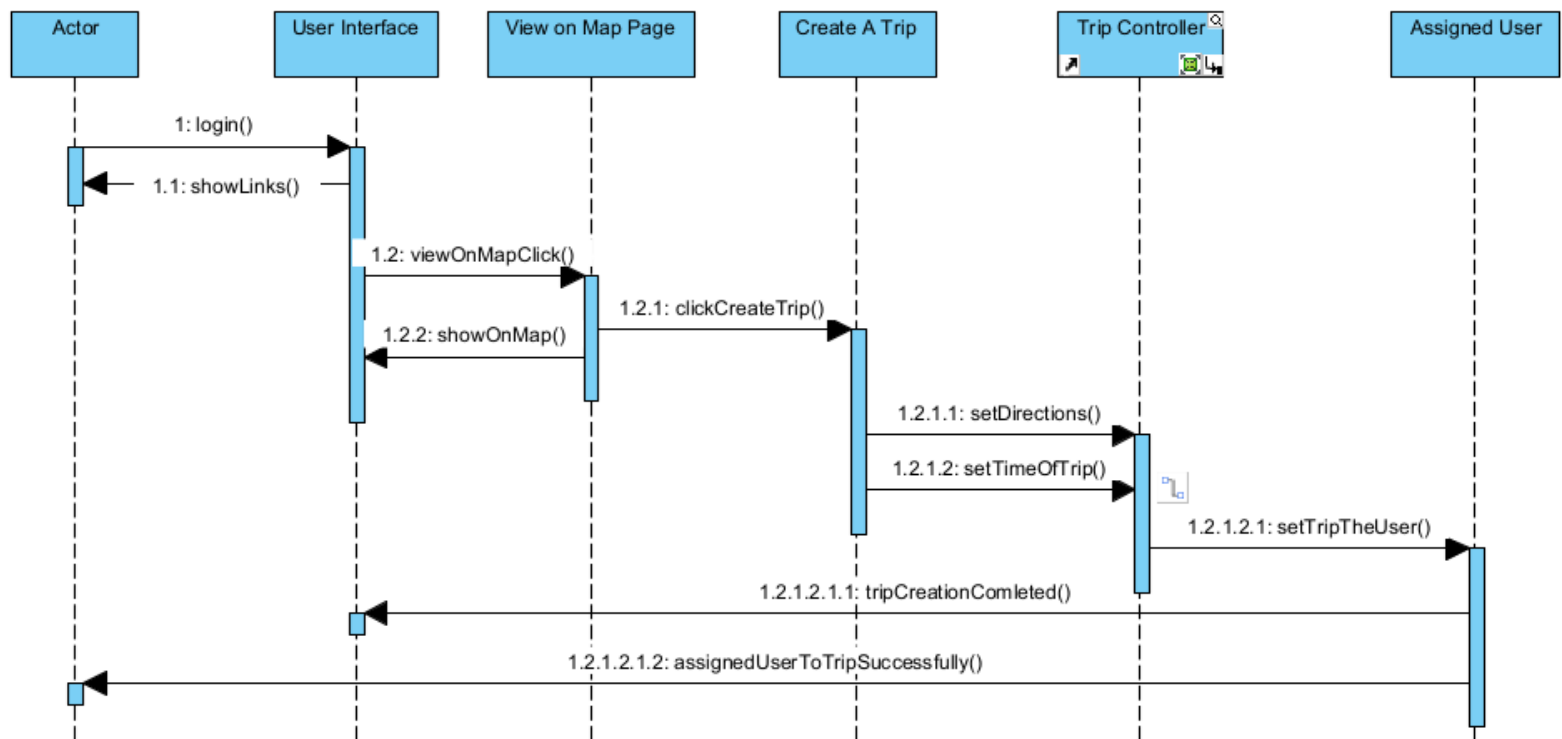 Actor
User Interface
View on Map Page
Create A Trip
Trip Controller
Assigned User
1: login()
1.1: showLinks()
1.2: viewOnMapClick()
1.2.1: clickCreateTrip()
1.2.2: showOnMap()
1.2.1.1: setDirections()
1.2.1.2: setTimeOfTrip()
1.2.1.2.1: setTripTheUser()
1.2.1.2.1.1: tripCreationComleted()
1.2.1.2.1.2: assignedUserToTripSuccessfully()